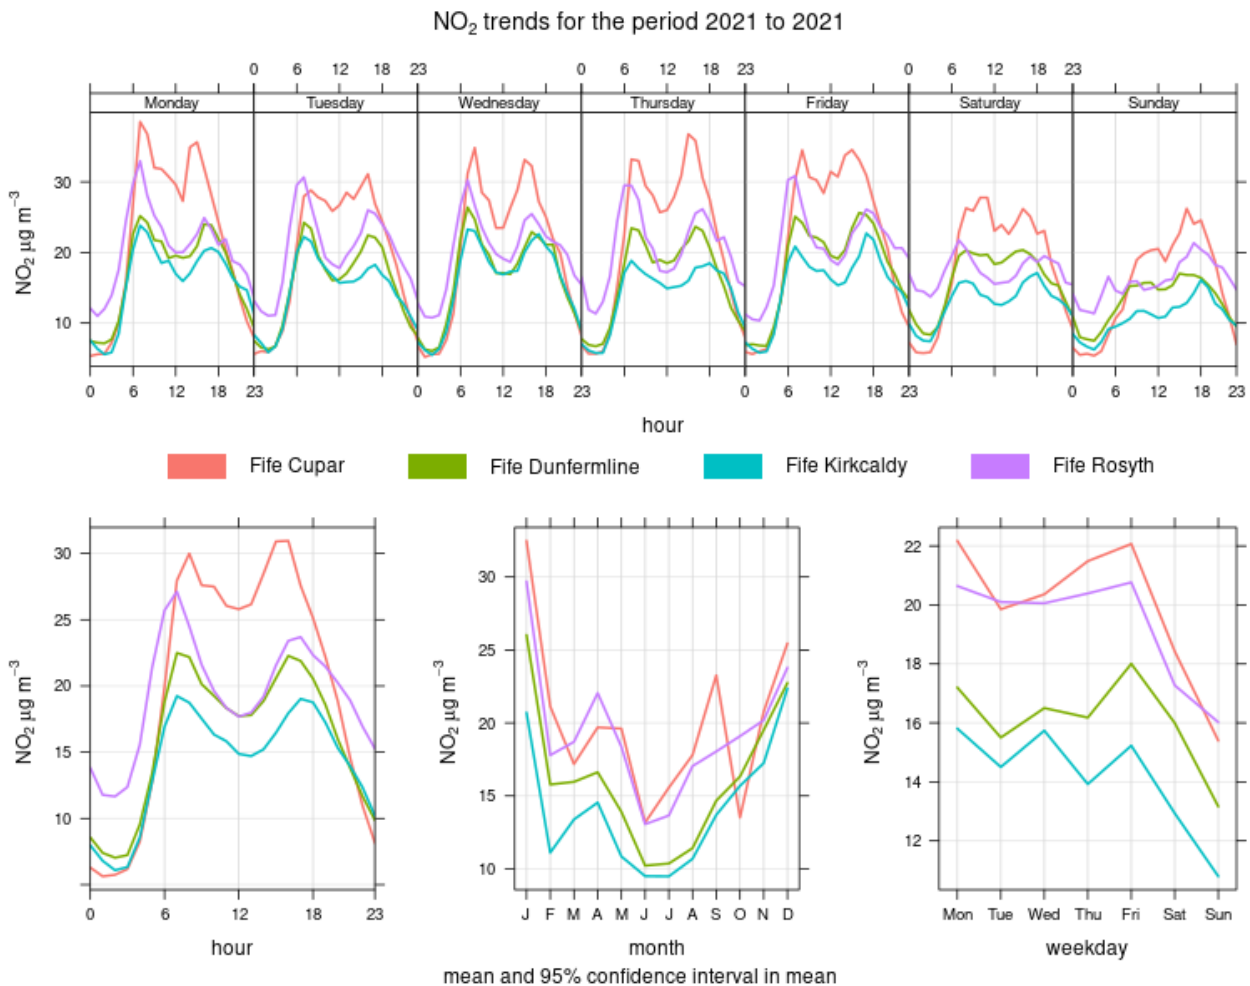 NO₂ trends for the period 2021 to 2021
0 6 12 18 23 0 6 12 18 23 0 6 12 18 23
Monday Tuesday Wednesday Thursday Friday Saturday Sunday
NO₂ µg m⁻³
30
20
10
0 6 12 18 23 0 6 12 18 23 0 6 12 18 23 0 6 12 18 23
hour
Fife Cupar Fife Dunfermline Fife Kirkcaldy Fife Rosyth
NO₂ µg m⁻³
30
25
20
15
10
0 6 12 18 23
hour
NO₂ µg m⁻³
30
25
20
15
10
J F M A M J J A S O N D
month
NO₂ µg m⁻³
22
20
18
16
14
12
Mon Tue Wed Thu Fri Sat Sun
weekday
mean and 95% confidence interval in mean